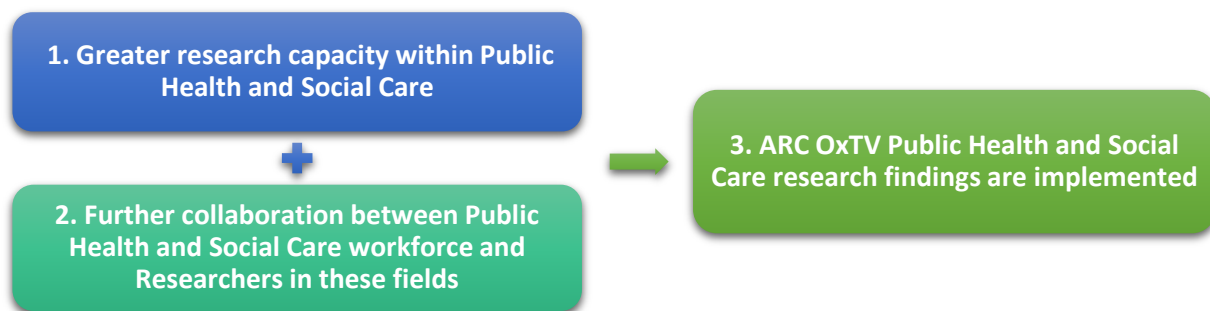 1. Greater research capacity within Public
Health and Social Care
2. Further collaboration between Public
Health and Social Care workforce and
Researchers in these fields
3. ARC OxTV Public Health and Social
Care research findings are implemented